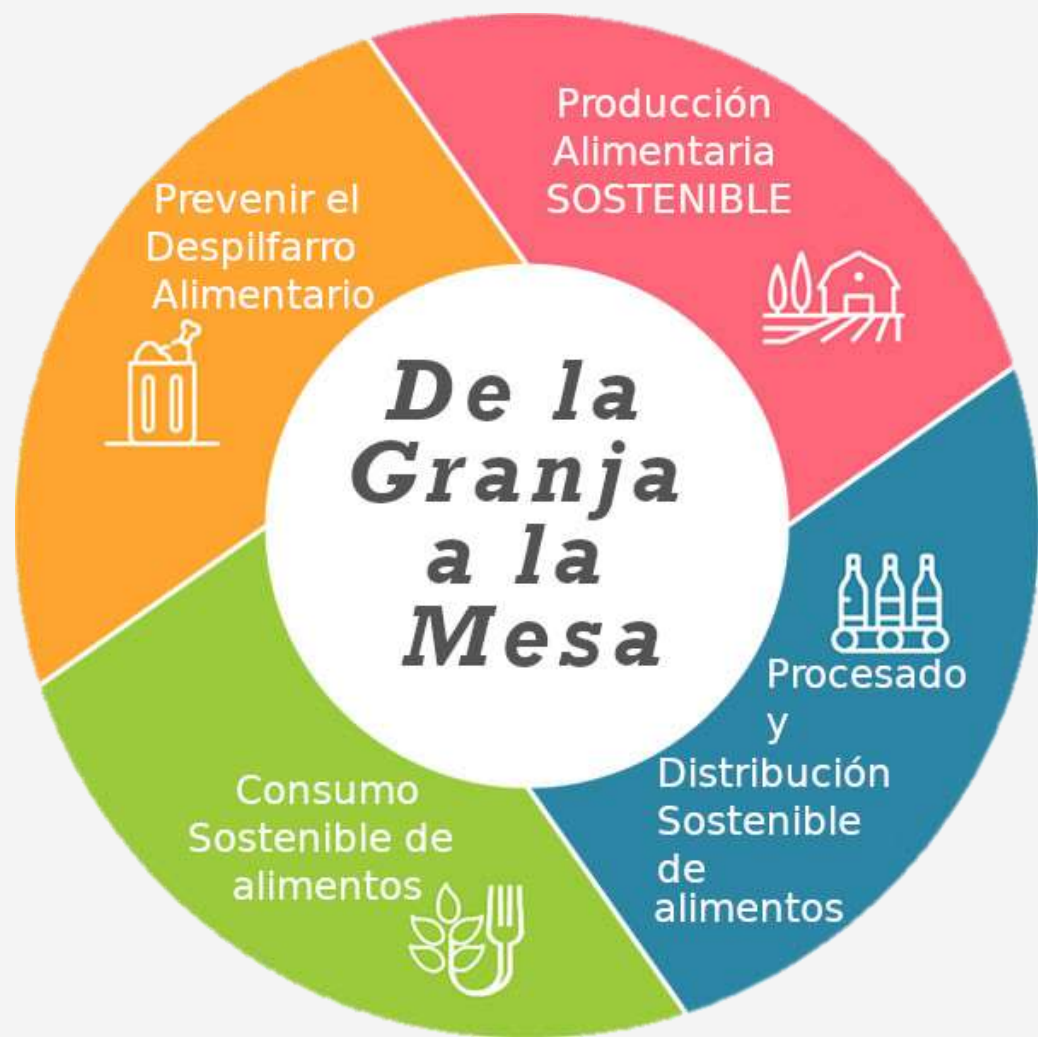 Producción
Alimentaria
SOSTENIBLE
Prevenir el
Despilfarro
Alimentario
De la
Granja
a la
Mesa
Procesado
y
Distribución
Sostenible
de
alimentos
Consumo
Sostenible de
alimentos